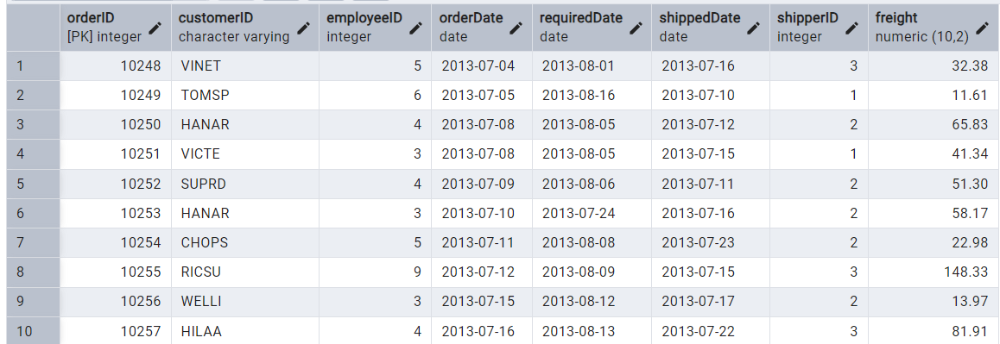 orderID customerID employeeID orderDate requiredDate shippedDate shipperID freight
[PK] integer character varying integer date date date integer numeric (10,2)
1 10248 VINET 5 2013-07-04 2013-08-01 2013-07-16 3 32.38
2 10249 TOMSP 6 2013-07-05 2013-08-16 2013-07-10 1 11.61
3 10250 HANAR 4 2013-07-08 2013-08-05 2013-07-12 2 65.83
4 10251 VICTE 3 2013-07-08 2013-08-05 2013-07-15 1 41.34
5 10252 SUPRD 4 2013-07-09 2013-08-06 2013-07-11 2 51.30
6 10253 HANAR 3 2013-07-10 2013-07-24 2013-07-16 2 58.17
7 10254 CHOPS 5 2013-07-11 2013-08-08 2013-07-23 2 22.98
8 10255 RICSU 9 2013-07-12 2013-08-09 2013-07-15 3 148.33
9 10256 WELLI 3 2013-07-15 2013-08-12 2013-07-17 2 13.97
10 10257 HILAA 4 2013-07-16 2013-08-13 2013-07-22 3 81.91